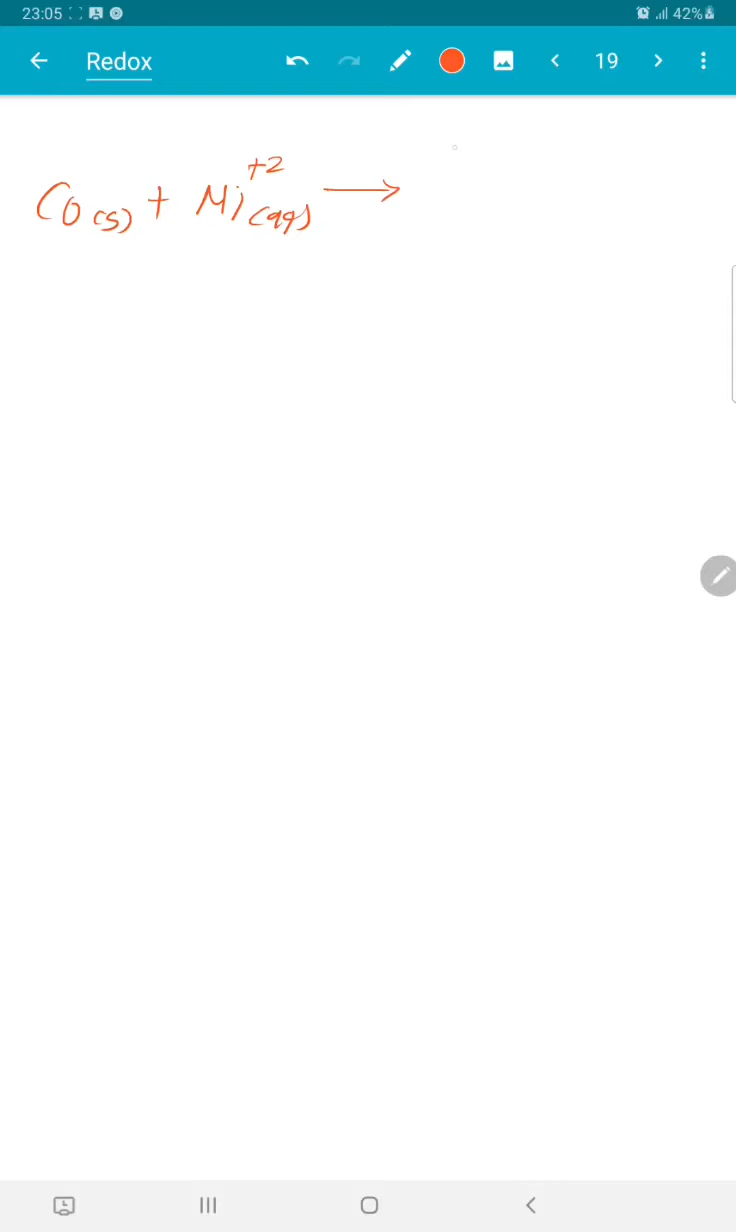 23:05 42%
Redox 19
Co(s) + Ni+2(aq) →